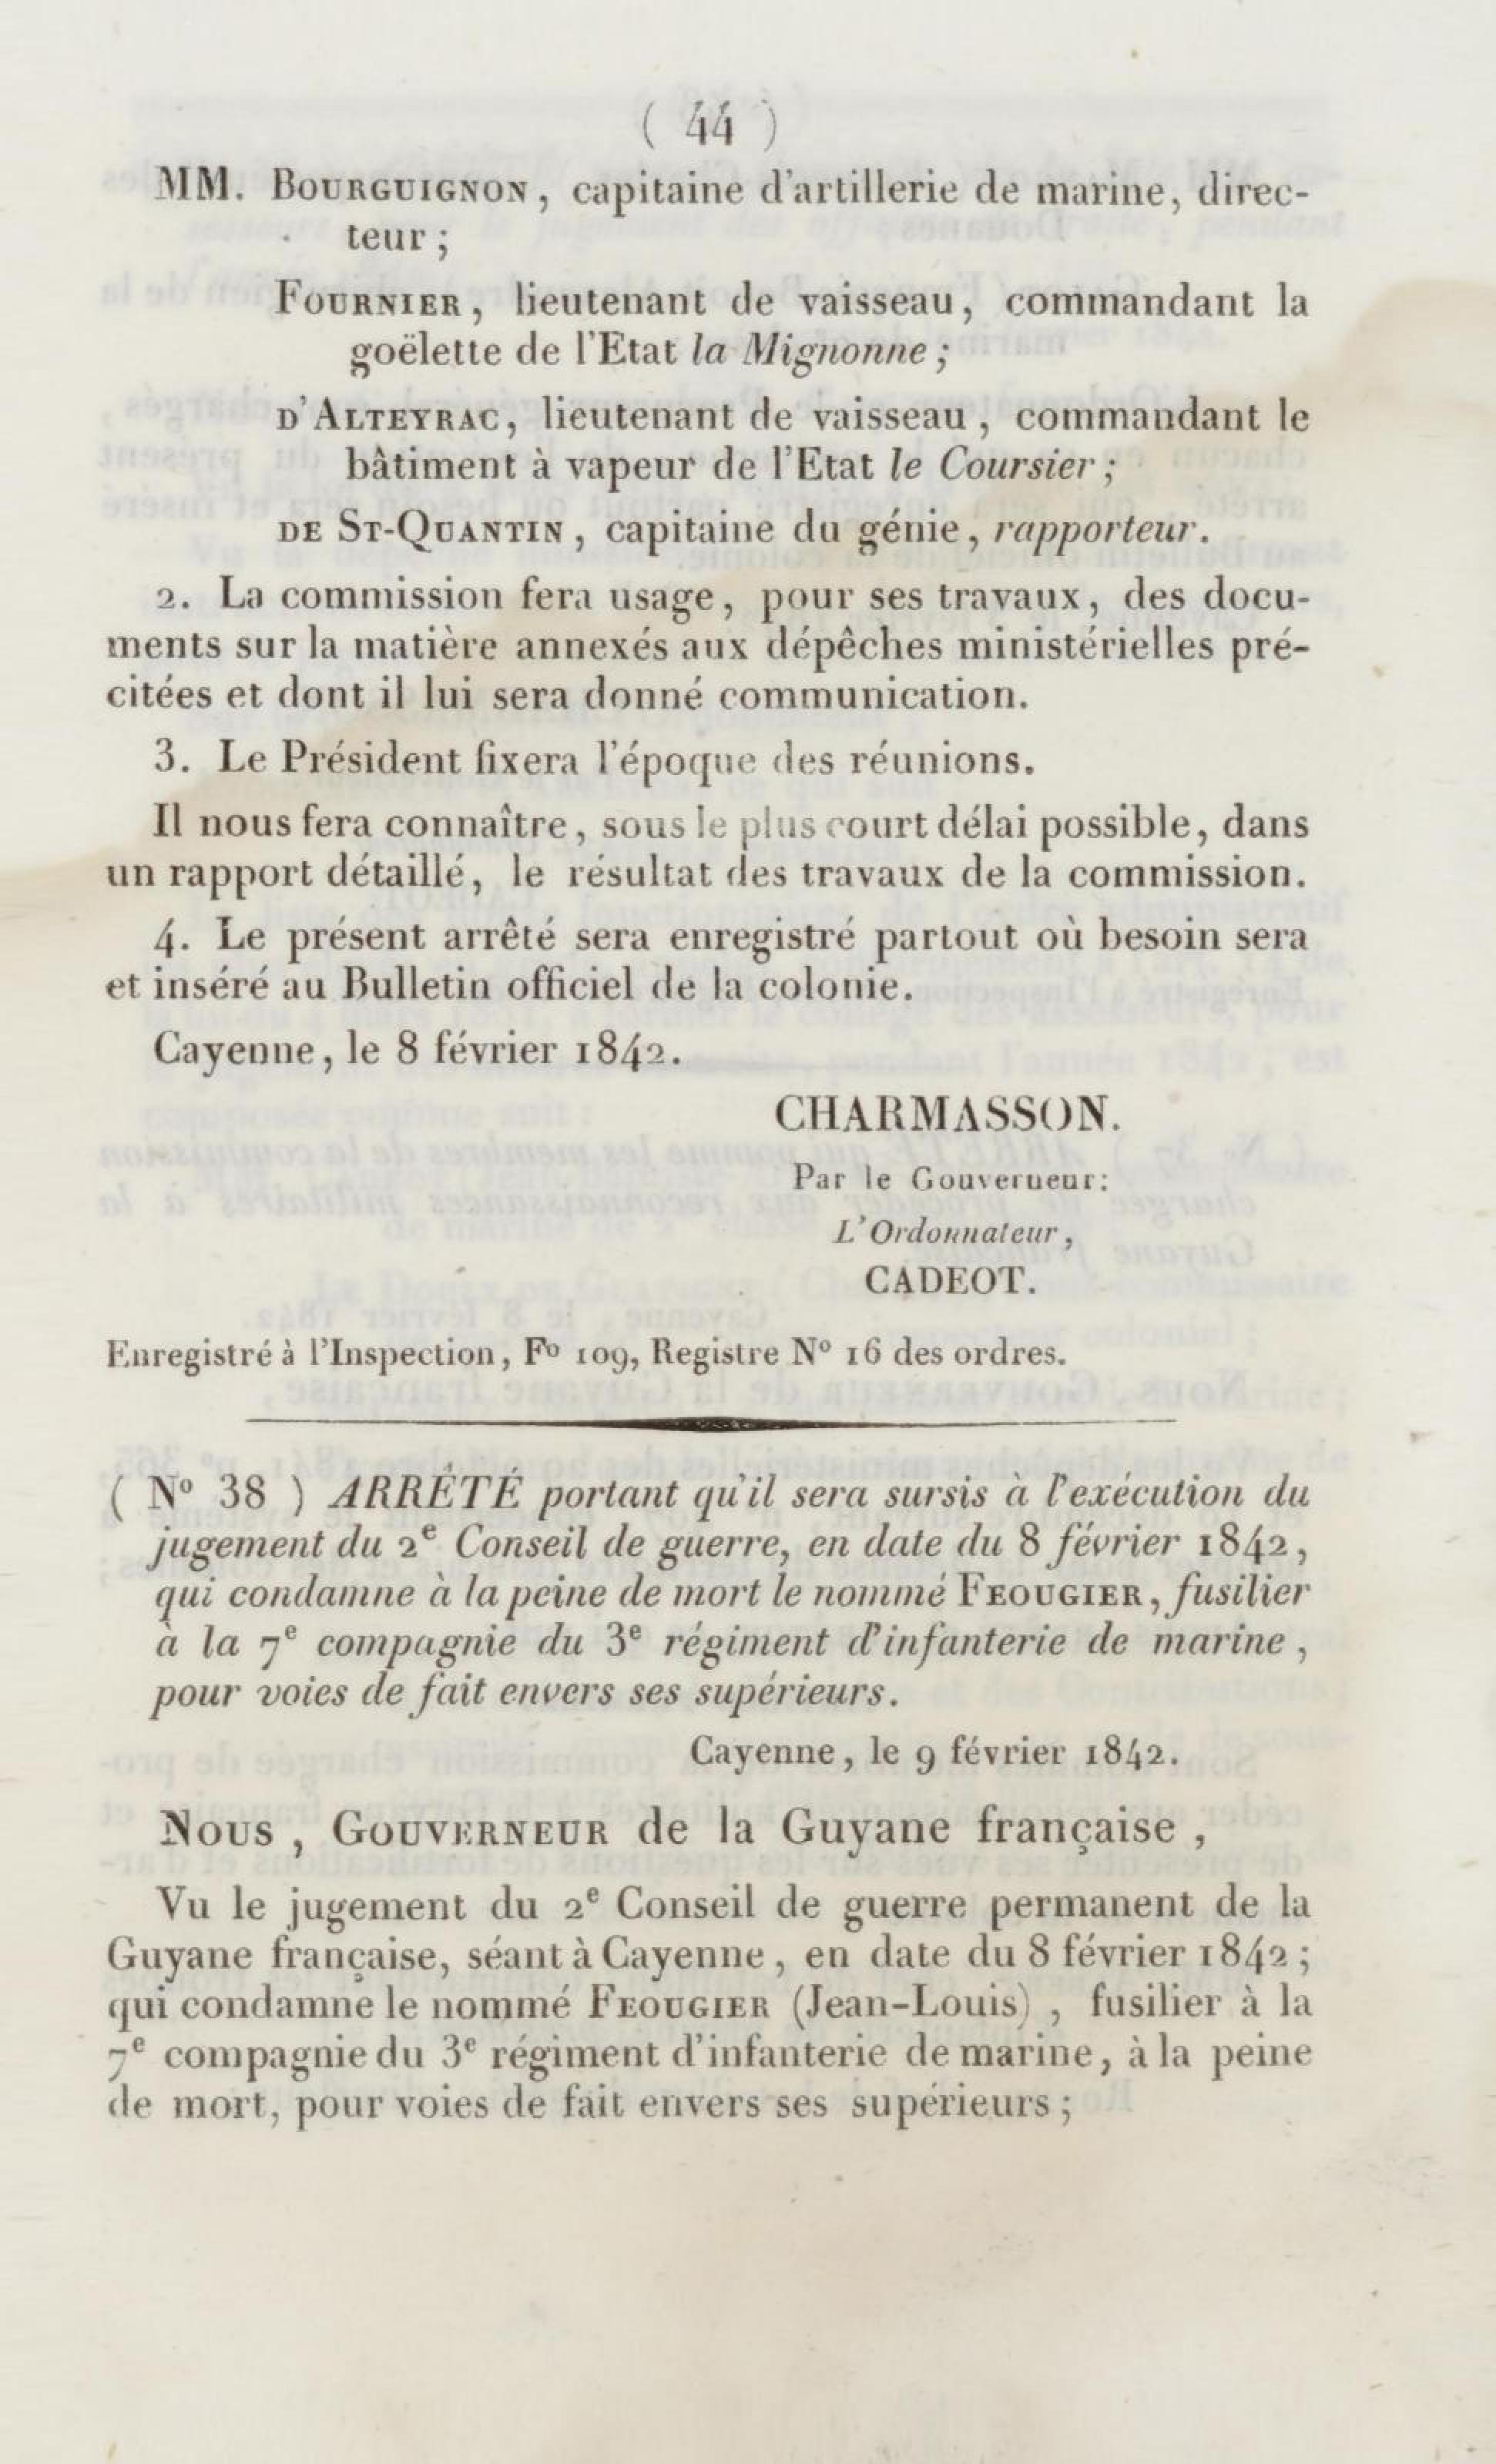 ( 44 )
MM. BOURGUIGNON, capitaine d'artillerie de marine, direc-
teur;
FOURNIER, lieutenant de vaisseau, commandant la
goëlette de l'Etat la Mignonne;
D'ALTEYRAC, lieutenant de vaisseau, commandant le
bâtiment à vapeur de l'Etat le Coursier;
DE ST-QUANTIN, capitaine du génie, rapporteur.
2. La commission fera usage, pour ses travaux, des docu-
ments sur la matière annexés aux dépêches ministérielles pré-
citées et dont il lui sera donné communication.
3. Le Président fixera l'époque des réunions.
Il nous fera connaître, sous le plus court délai possible, dans
un rapport détaillé, le résultat des travaux de la commission.
4. Le présent arrêté sera enregistré partout où besoin sera
et inséré au Bulletin officiel de la colonie.
Cayenne, le 8 février 1842.
CHARMASSON.
Par le Gouverneur:
L'Ordonnateur,
CADEOT.
Enregistré à l'Inspection, Fº 109, Registre Nº 16 des ordres.
( Nº 38 ) ARRÊTÉ portant qu'il sera sursis à l'exécution du
jugement du 2e Conseil de guerre, en date du 8 février 1842,
qui condamne à la peine de mort le nommé FEOUGIER, fusilier
à la 7e compagnie du 3e régiment d'infanterie de marine,
pour voies de fait envers ses supérieurs.
Cayenne, le 9 février 1842.
NOUS, GOUVERNEUR de la Guyane française,
Vu le jugement du 2e Conseil de guerre permanent de la
Guyane française, séant à Cayenne, en date du 8 février 1842;
qui condamne le nommé FEOUGIER (Jean-Louis), fusilier à la
7e compagnie du 3e régiment d'infanterie de marine, à la peine
de mort, pour voies de fait envers ses supérieurs;